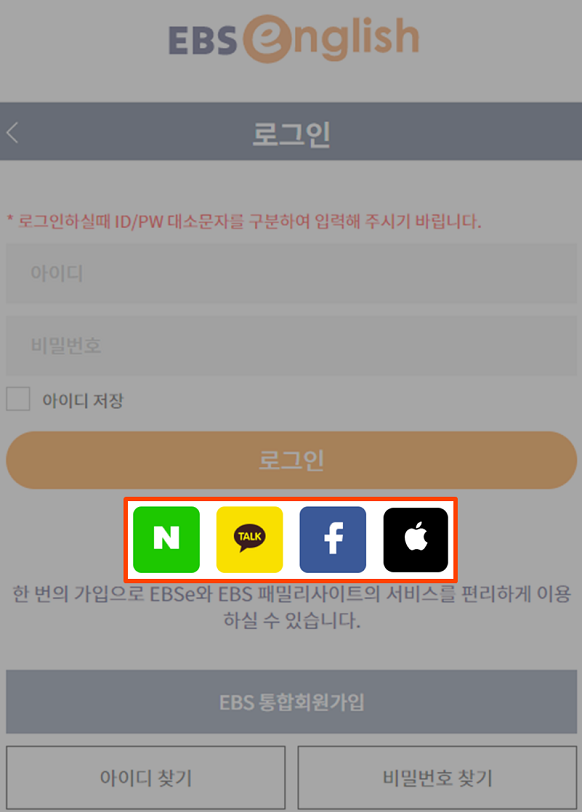 EBS english
로그인
* 로그인하실때 ID/PW 대소문자를 구분하여 입력해 주시기 바랍니다.
아이디
비밀번호
아이디 저장
로그인
N TALK f
한 번의 가입으로 EBSe와 EBS 패밀리사이트의 서비스를 편리하게 이용
하실 수 있습니다.
EBS 통합회원가입
아이디 찾기 비밀번호 찾기